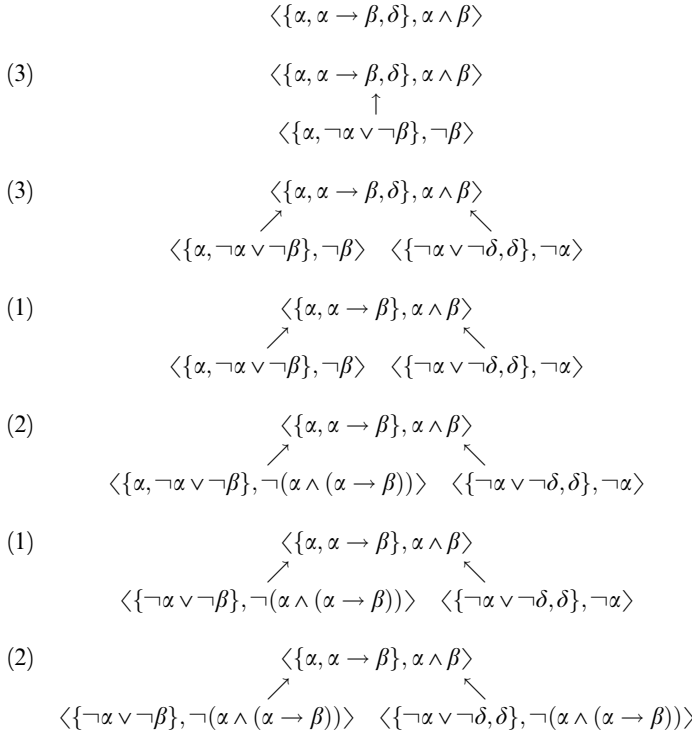 ⟨{α, α → β, δ}, α ∧ β⟩
(3) ⟨{α, α → β, δ}, α ∧ β⟩
↑
⟨{α, ¬α ∨ ¬β}, ¬β⟩
(3) ⟨{α, α → β, δ}, α ∧ β⟩
↗ ↖
⟨{α, ¬α ∨ ¬β}, ¬β⟩ ⟨{¬α ∨ ¬δ, δ}, ¬α⟩
(1) ⟨{α, α → β}, α ∧ β⟩
↗ ↖
⟨{α, ¬α ∨ ¬β}, ¬β⟩ ⟨{¬α ∨ ¬δ, δ}, ¬α⟩
(2) ⟨{α, α → β}, α ∧ β⟩
↗ ↖
⟨{α, ¬α ∨ ¬β}, ¬(α ∧ (α → β))⟩ ⟨{¬α ∨ ¬δ, δ}, ¬α⟩
(1) ⟨{α, α → β}, α ∧ β⟩
↗ ↖
⟨{¬α ∨ ¬β}, ¬(α ∧ (α → β))⟩ ⟨{¬α ∨ ¬δ, δ}, ¬α⟩
(2) ⟨{α, α → β}, α ∧ β⟩
↗ ↖
⟨{¬α ∨ ¬β}, ¬(α ∧ (α → β))⟩ ⟨{¬α ∨ ¬δ, δ}, ¬(α ∧ (α → β))⟩